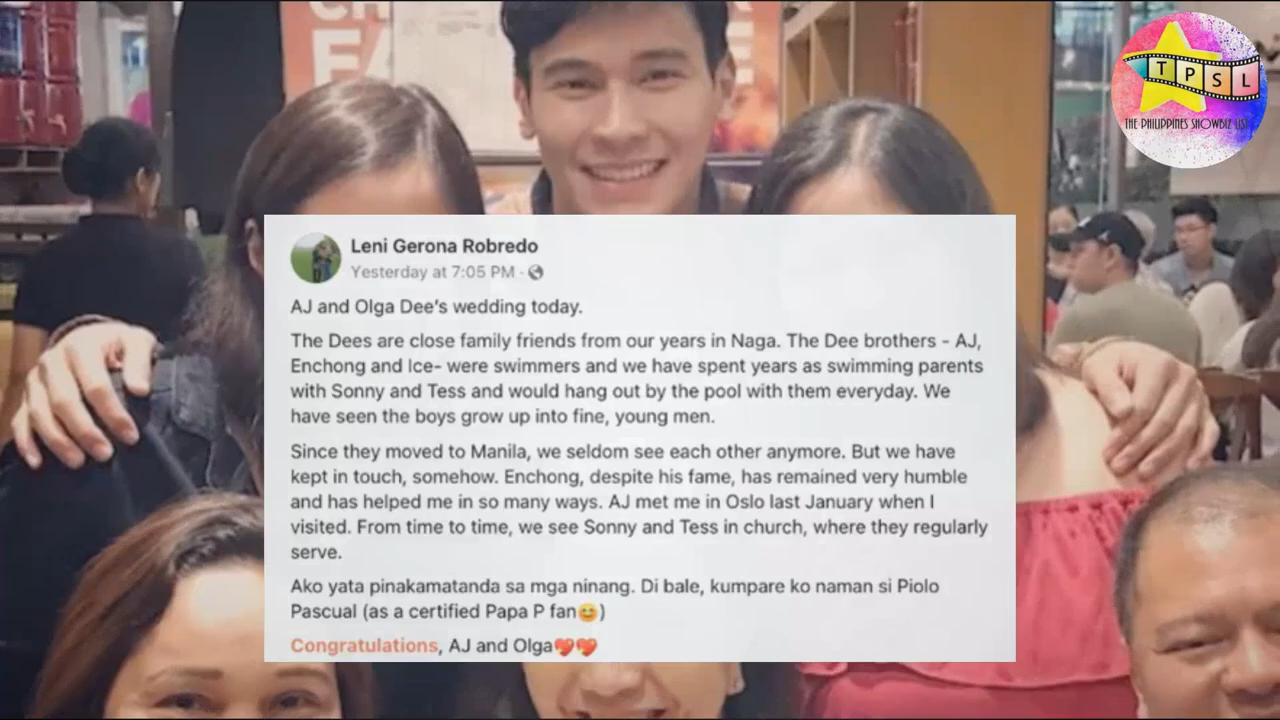 TPSL
THE PHILIPPINES SHOWBIZ LIST
Leni Gerona Robredo
Yesterday at 7:05 PM ·
AJ and Olga Dee's wedding today.
The Dees are close family friends from our years in Naga. The Dee brothers - AJ,
Enchong and Ice- were swimmers and we have spent years as swimming parents
with Sonny and Tess and would hang out by the pool with them everyday. We
have seen the boys grow up into fine, young men.
Since they moved to Manila, we seldom see each other anymore. But we have
kept in touch, somehow. Enchong, despite his fame, has remained very humble
and has helped me in so many ways. AJ met me in Oslo last January when I
visited. From time to time, we see Sonny and Tess in church, where they regularly
serve.
Ako yata pinakamatanda sa mga ninang. Di bale, kumpare ko naman si Piolo
Pascual (as a certified Papa P fan😊)
Congratulations, AJ and Olga💖💖